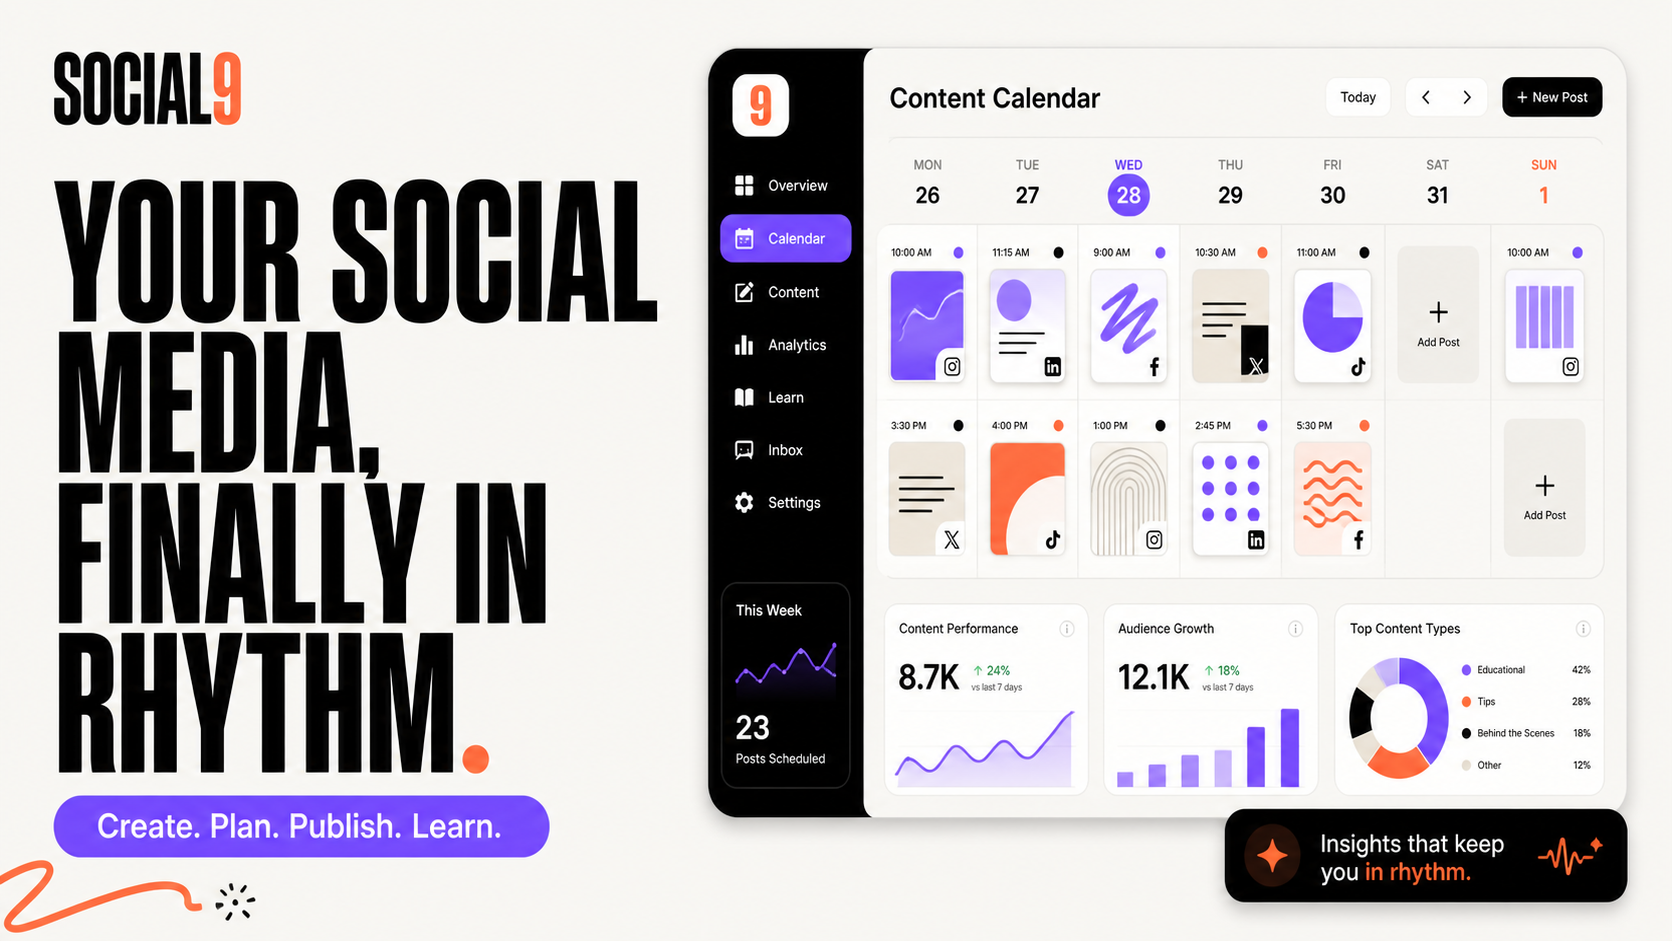 SOCIAL9
YOUR SOCIAL
MEDIA,
FINALLY IN
RHYTHM.
Create. Plan. Publish. Learn.
9
Overview
Calendar
Content
Analytics
Learn
Inbox
Settings
This Week
23
Posts Scheduled
Content Calendar
Today
+ New Post
MON TUE WED THU FRI SAT SUN
26 27 28 29 30 31 1
10:00 AM 11:15 AM 9:00 AM 10:30 AM 11:00 AM 10:00 AM
Add Post
3:30 PM 4:00 PM 1:00 PM 2:45 PM 5:30 PM
Add Post
Content Performance
8.7K ↑ 24%
vs last 7 days
Audience Growth
12.1K ↑ 18%
vs last 7 days
Top Content Types
Educational 42%
Tips 28%
Behind the Scenes 18%
Other 12%
Insights that keep
you in rhythm.